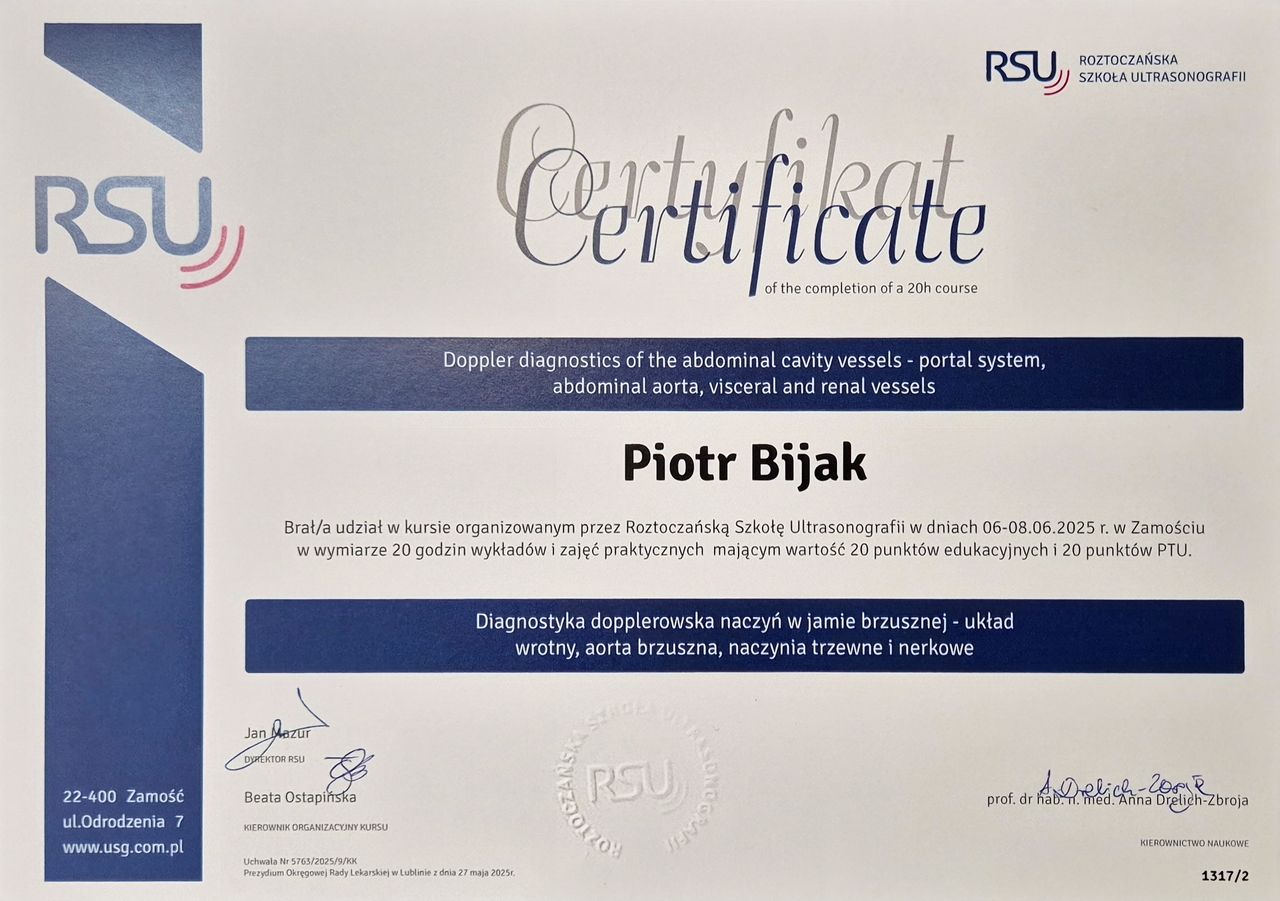 RSU
ROZTOCZAŃSKA
SZKOŁA ULTRASONOGRAFII
RSU
Certyfikat
Certificate
of the completion of a 20h course
Doppler diagnostics of the abdominal cavity vessels - portal system,
abdominal aorta, visceral and renal vessels
Piotr Bijak
Brał/a udział w kursie organizowanym przez Roztoczańską Szkołę Ultrasonografii w dniach 06-08.06.2025 r. w Zamościu
w wymiarze 20 godzin wykładów i zajęć praktycznych mającym wartość 20 punktów edukacyjnych i 20 punktów PTU.
Diagnostyka dopplerowska naczyń w jamie brzusznej - układ
wrotny, aorta brzuszna, naczynia trzewne i nerkowe
Jan Mazur
DYREKTOR RSU
Beata Ostapińska
KIEROWNIK ORGANIZACYJNY KURSU
Uchwała Nr 5763/2025/9/KK
Prezydium Okręgowej Rady Lekarskiej w Lublinie z dnia 27 maja 2025r.
ROZTOCZAŃSKA SZKOŁA ULTRASONOGRAFII
RSU
A. Drelich-Zbroja
prof. dr hab. n. med. Anna Drelich-Zbroja
KIEROWNICTWO NAUKOWE
1317/2
22-400 Zamość
ul.Odrodzenia 7
www.usg.com.pl